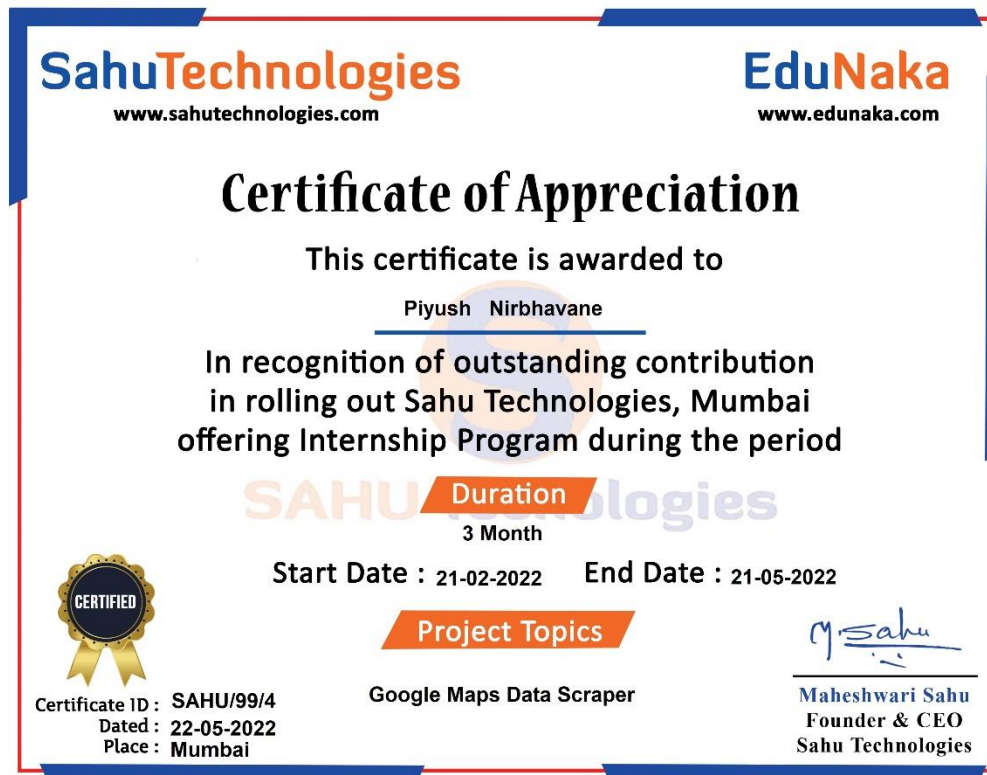 SahuTechnologies
www.sahutechnologies.com
EduNaka
www.edunaka.com
Certificate of Appreciation
This certificate is awarded to
Piyush Nirbhavane
In recognition of outstanding contribution
in rolling out Sahu Technologies, Mumbai
offering Internship Program during the period
SAHU Technologies
Duration
3 Month
Start Date : 21-02-2022 End Date : 21-05-2022
CERTIFIED
Project Topics
Google Maps Data Scraper
Certificate ID : SAHU/99/4
Dated : 22-05-2022
Place : Mumbai
M.Sahu
Maheshwari Sahu
Founder & CEO
Sahu Technologies